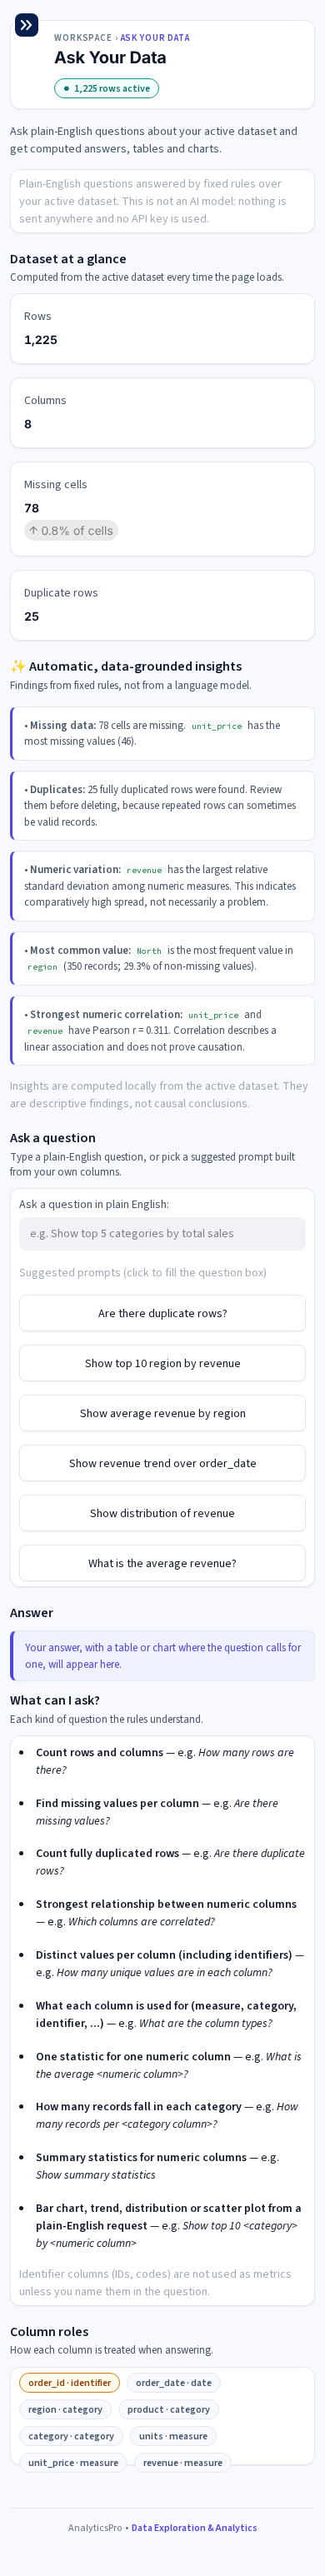 WORKSPACE › ASK YOUR DATA
Ask Your Data
1,225 rows active
Ask plain-English questions about your active dataset and
get computed answers, tables and charts.
Plain-English questions answered by fixed rules over
your active dataset. This is not an AI model: nothing is
sent anywhere and no API key is used.
Dataset at a glance
Computed from the active dataset every time the page loads.
Rows
1,225
Columns
8
Missing cells
78
↑ 0.8% of cells
Duplicate rows
25
✨ Automatic, data-grounded insights
Findings from fixed rules, not from a language model.
• Missing data: 78 cells are missing. unit_price has the
most missing values (46).
• Duplicates: 25 fully duplicated rows were found. Review
them before deleting, because repeated rows can sometimes
be valid records.
• Numeric variation: revenue has the largest relative
standard deviation among numeric measures. This indicates
comparatively high spread, not necessarily a problem.
• Most common value: North is the most frequent value in
region (350 records; 29.3% of non-missing values).
• Strongest numeric correlation: unit_price and
revenue have Pearson r = 0.311. Correlation describes a
linear association and does not prove causation.
Insights are computed locally from the active dataset. They
are descriptive findings, not causal conclusions.
Ask a question
Type a plain-English question, or pick a suggested prompt built
from your own columns.
Ask a question in plain English:
e.g. Show top 5 categories by total sales
Suggested prompts (click to fill the question box)
Are there duplicate rows?
Show top 10 region by revenue
Show average revenue by region
Show revenue trend over order_date
Show distribution of revenue
What is the average revenue?
Answer
Your answer, with a table or chart where the question calls for
one, will appear here.
What can I ask?
Each kind of question the rules understand.
• Count rows and columns — e.g. How many rows are
there?
• Find missing values per column — e.g. Are there
missing values?
• Count fully duplicated rows — e.g. Are there duplicate
rows?
• Strongest relationship between numeric columns
— e.g. Which columns are correlated?
• Distinct values per column (including identifiers) —
e.g. How many unique values are in each column?
• What each column is used for (measure, category,
identifier, ...) — e.g. What are the column types?
• One statistic for one numeric column — e.g. What is
the average <numeric column>?
• How many records fall in each category — e.g. How
many records per <category column>?
• Summary statistics for numeric columns — e.g.
Show summary statistics
• Bar chart, trend, distribution or scatter plot from a
plain-English request — e.g. Show top 10 <category>
by <numeric column>
Identifier columns (IDs, codes) are not used as metrics
unless you name them in the question.
Column roles
How each column is treated when answering.
order_id · identifier order_date · date
region · category product · category
category · category units · measure
unit_price · measure revenue · measure
AnalyticsPro • Data Exploration & Analytics